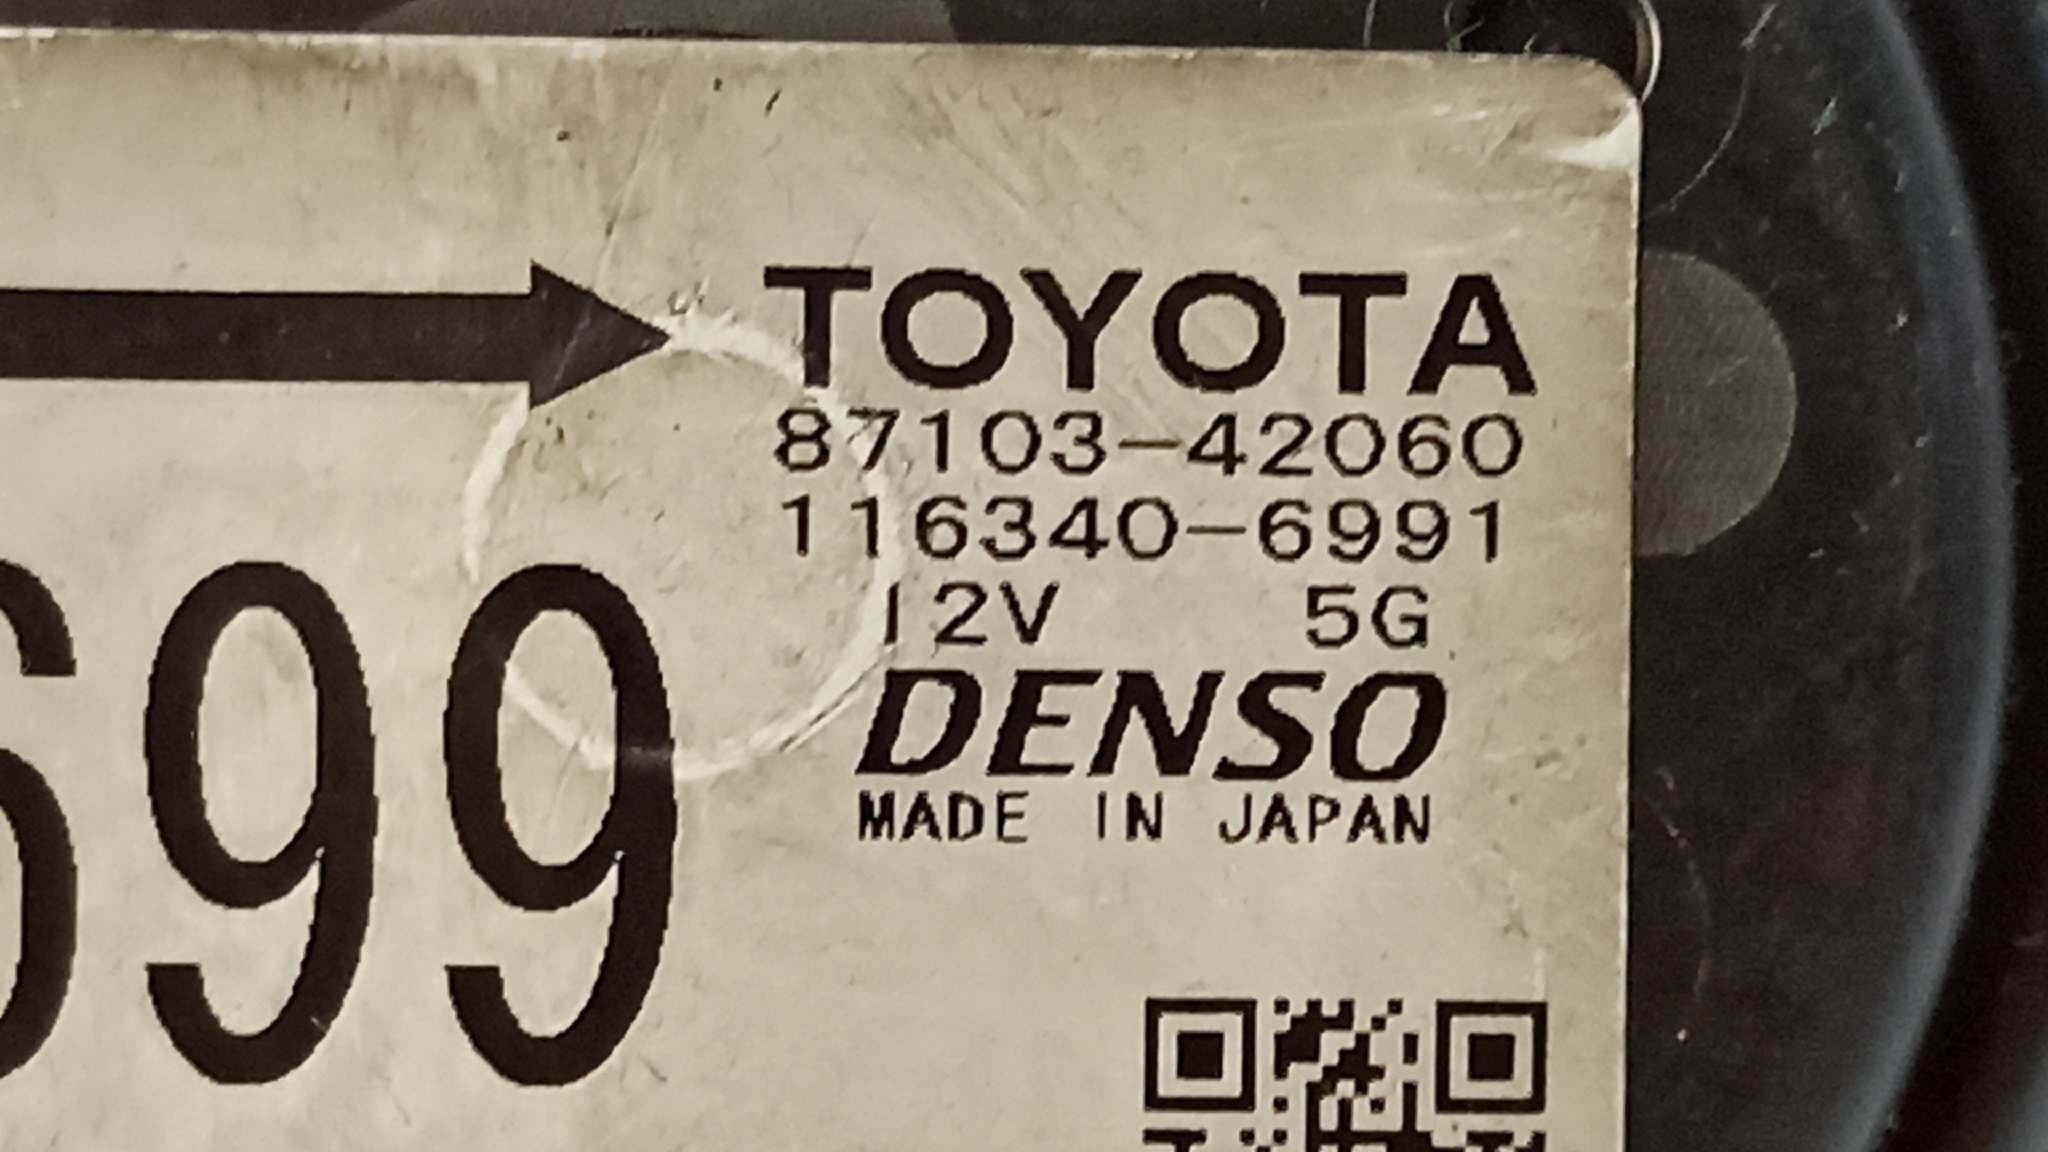 TOYOTA
87103-42060
116340-6991
12V 5G
DENSO
MADE IN JAPAN
699